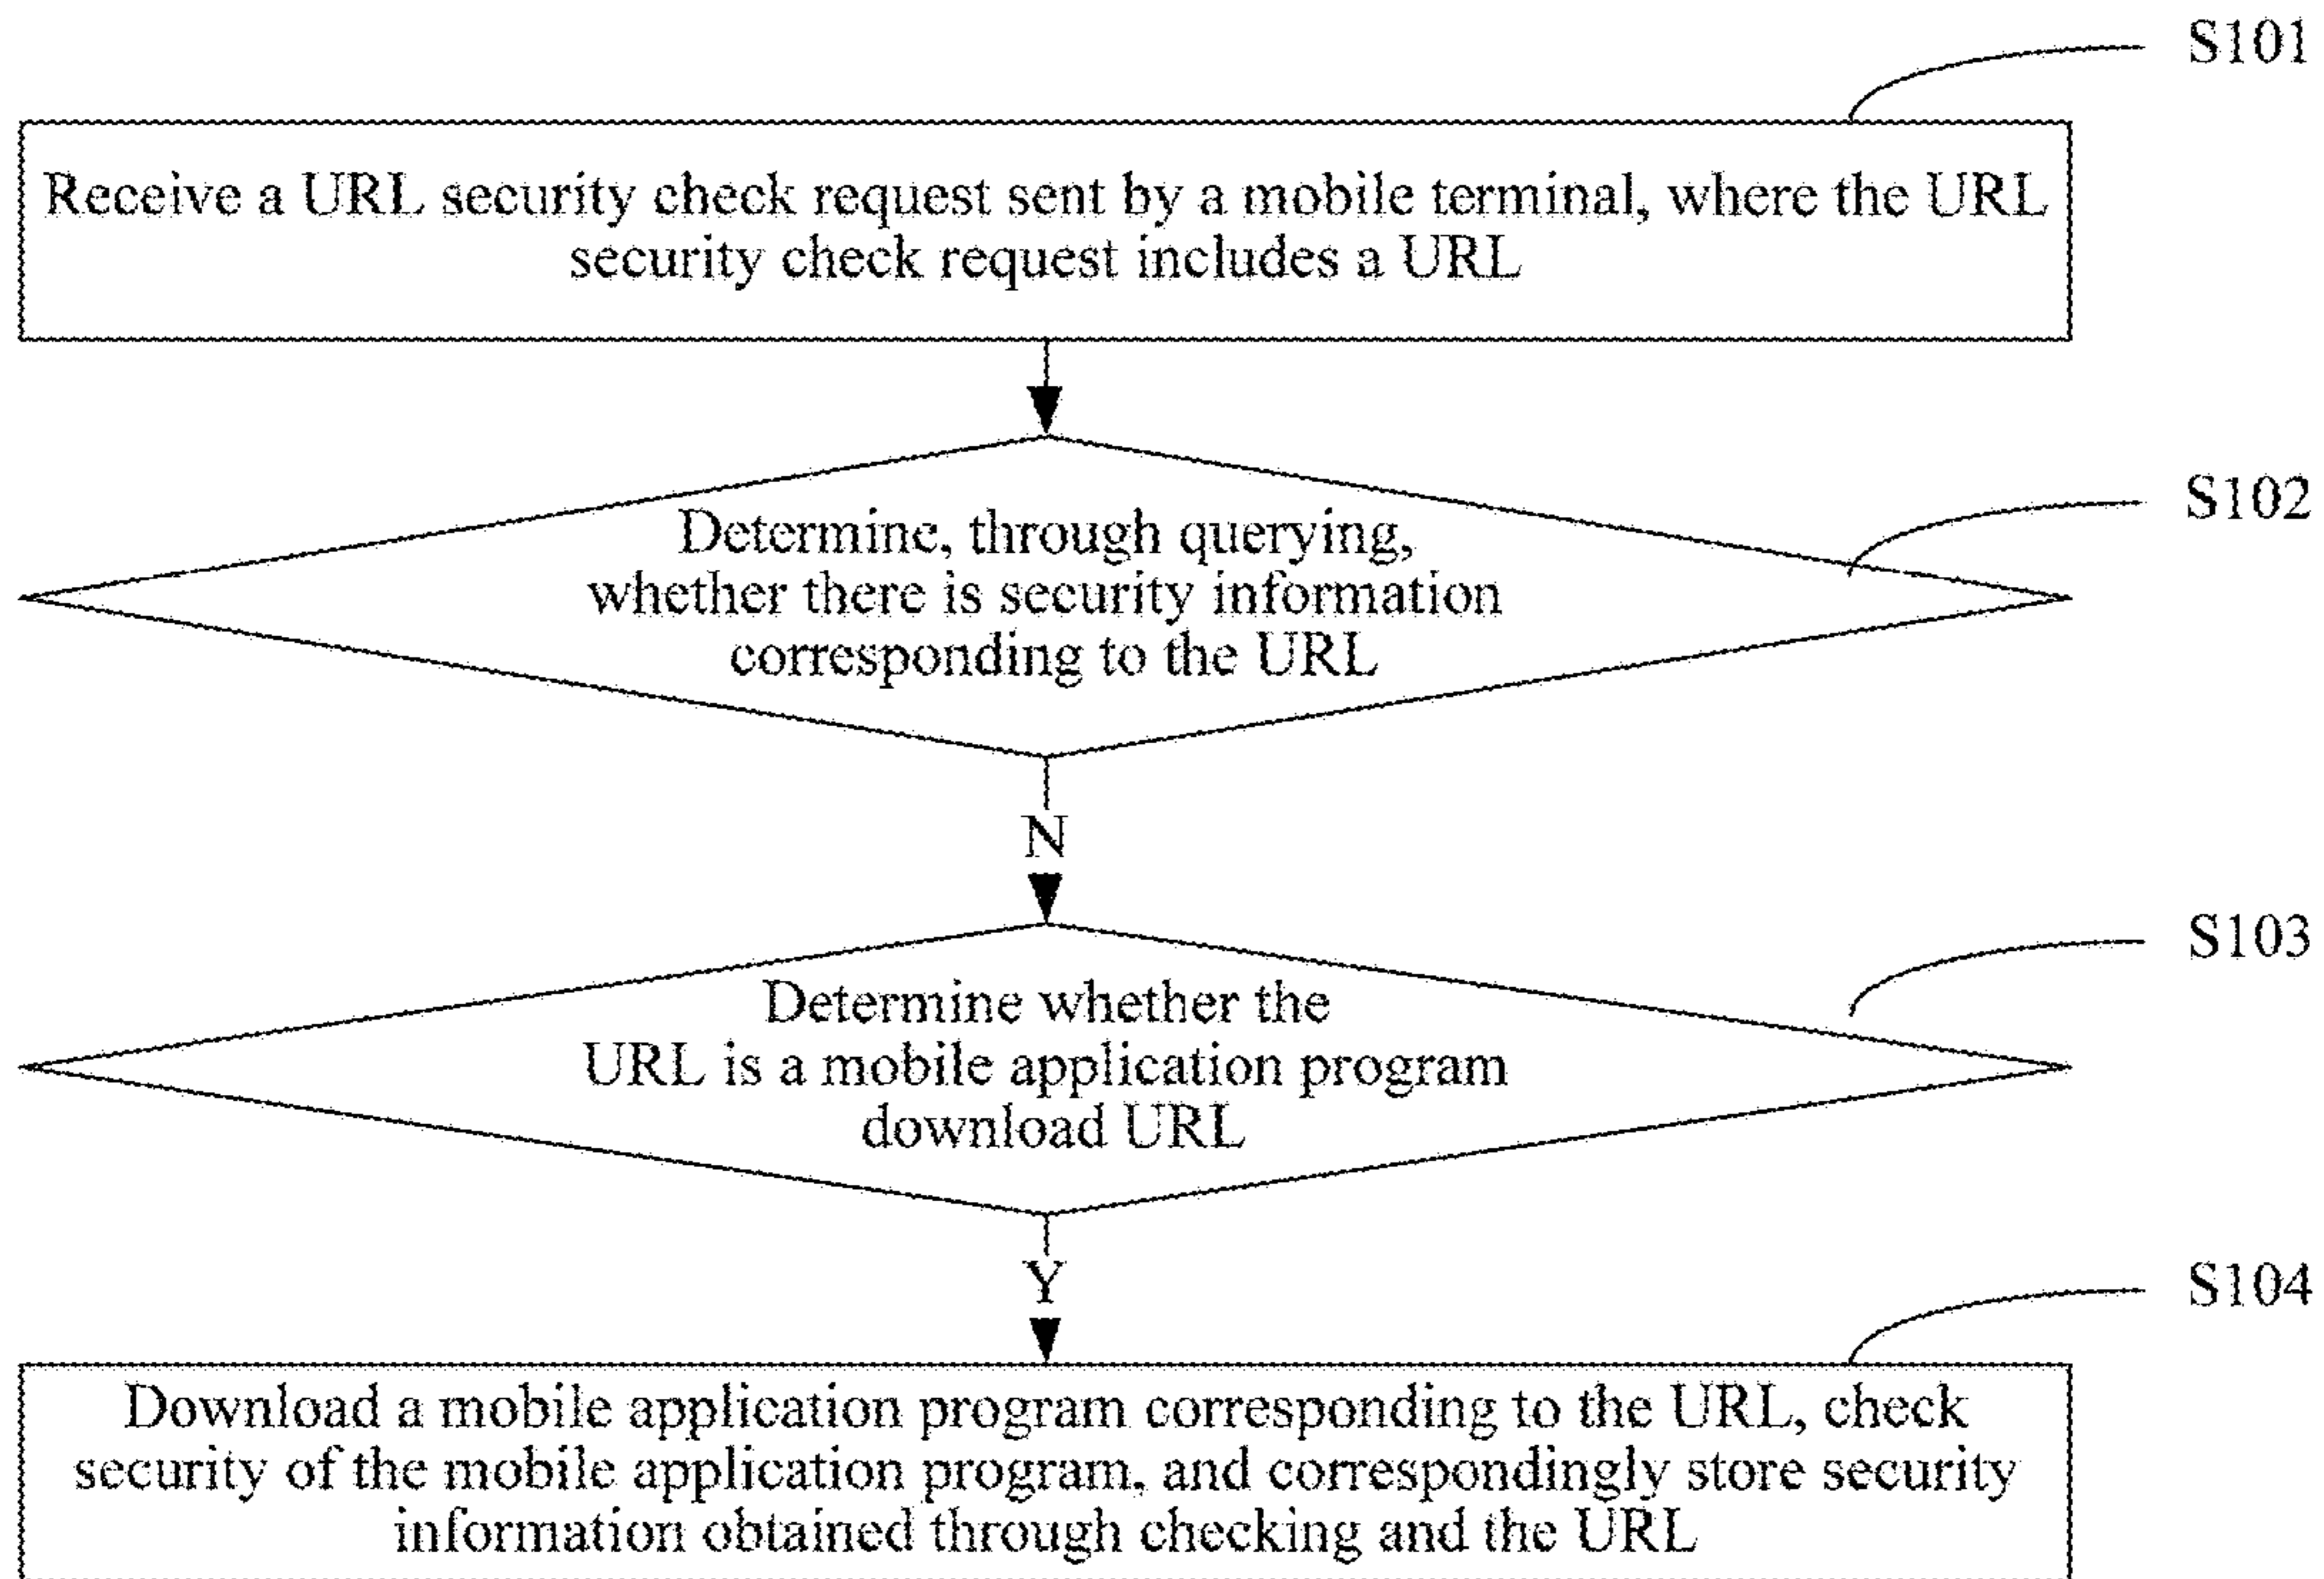 S101
Receive a URL security check request sent by a mobile terminal, where the URL
security check request includes a URL
S102
Determine, through querying,
whether there is security information
corresponding to the URL
N
S103
Determine whether the
URL is a mobile application program
download URL
Y
S104
Download a mobile application program corresponding to the URL, check
security of the mobile application program, and correspondingly store security
information obtained through checking and the URL